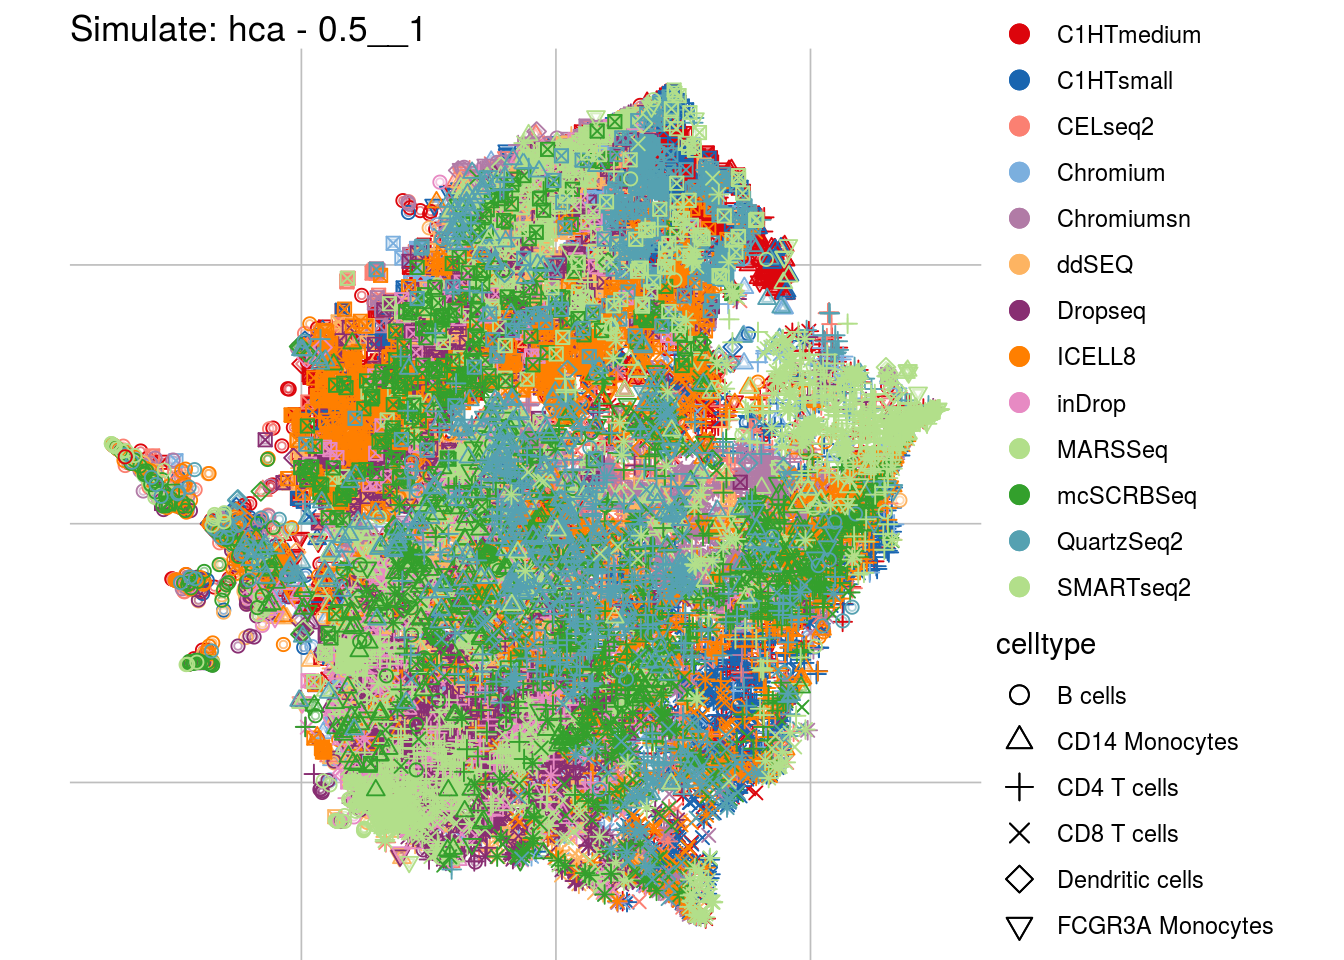 Simulate: hca - 0.5__1
C1HTmedium
C1HTsmall
CELseq2
Chromium
Chromiumsn
ddSEQ
Dropseq
ICELL8
inDrop
MARSSeq
mcSCRBSeq
QuartzSeq2
SMARTseq2
celltype
B cells
CD14 Monocytes
CD4 T cells
CD8 T cells
Dendritic cells
FCGR3A Monocytes